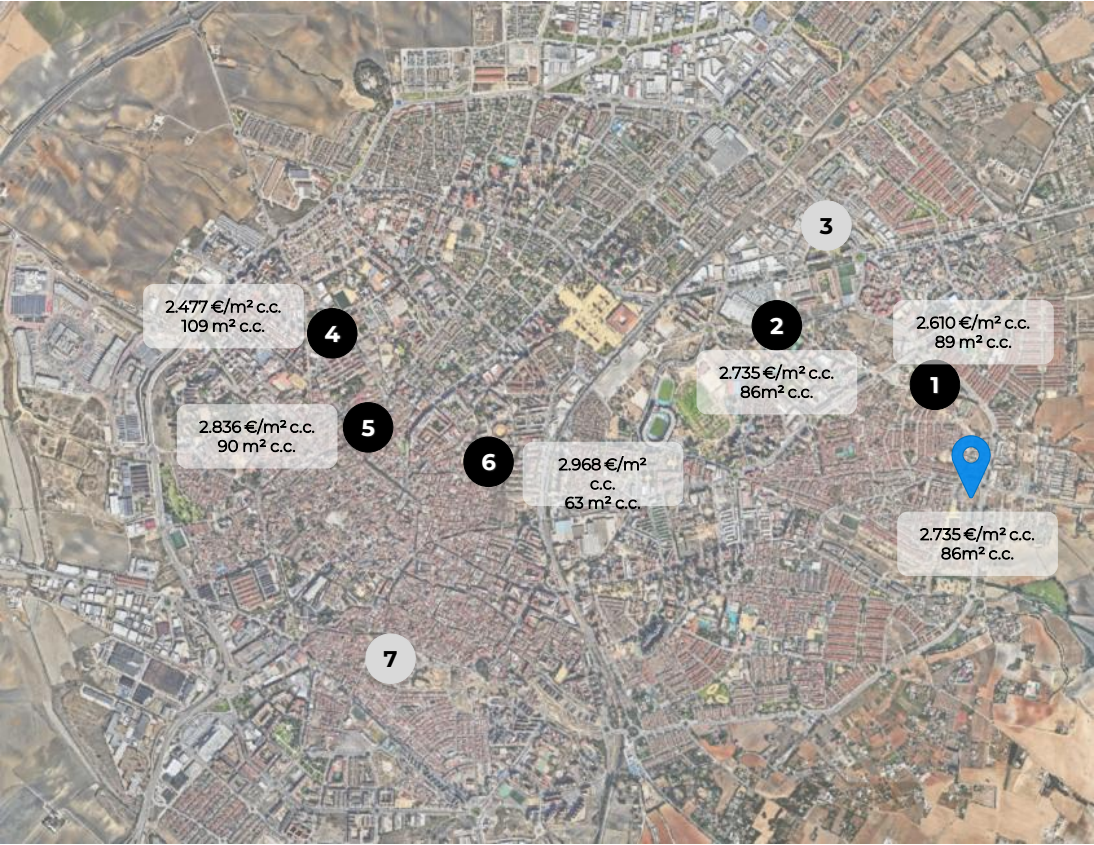 3
2.477 €/m² c.c.
109 m² c.c.
4
2
2.610 €/m² c.c.
89 m² c.c.
2.735 €/m² c.c.
86m² c.c.
1
2.836 €/m² c.c.
90 m² c.c.
5
6
2.968 €/m²
c.c.
63 m² c.c.
2.735 €/m² c.c.
86m² c.c.
7